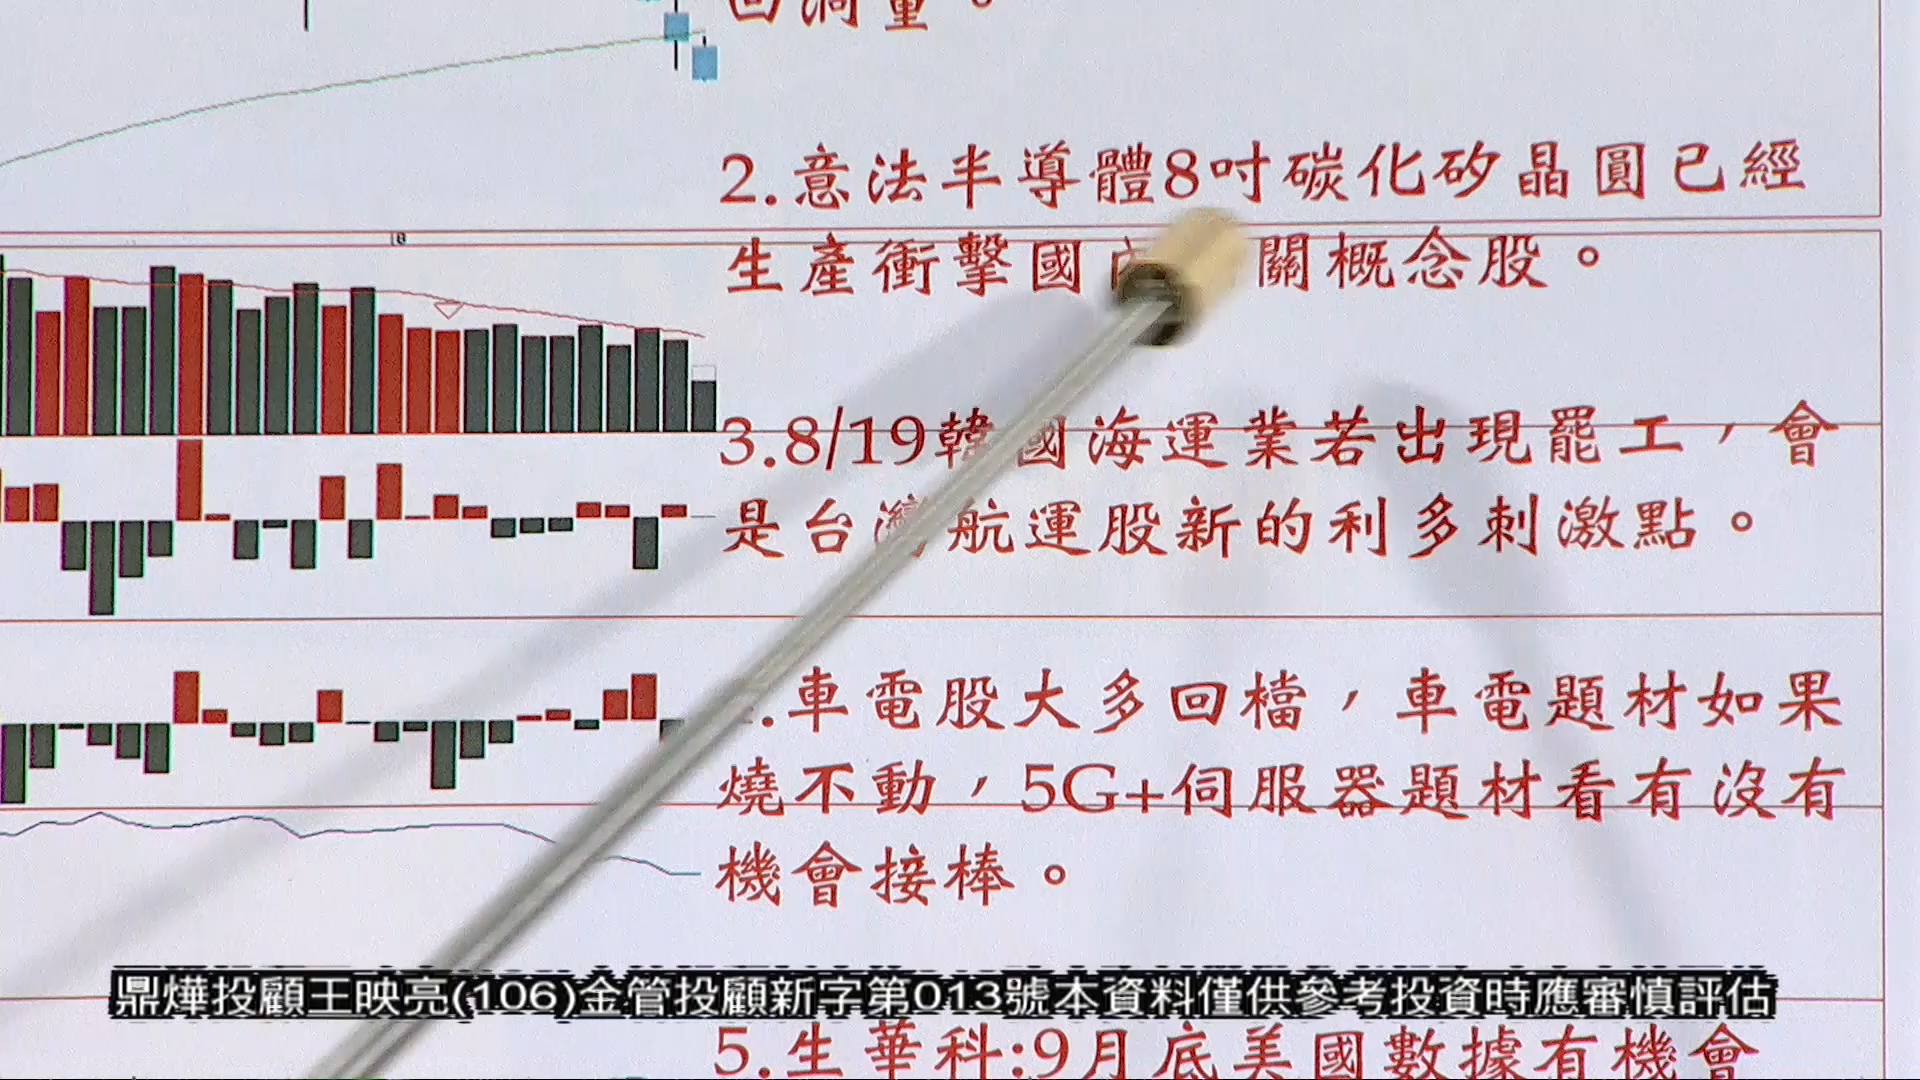 回測量。
2.意法半導體8吋碳化矽晶圓已經
生產衝擊國內 關概念股。
3.8/19韓國海運業若出現罷工，會
是台灣航運股新的利多刺激點。
.車電股大多回檔，車電題材如果
燒不動，5G+伺服器題材看有沒有
機會接棒。
鼎燁投顧王映亮(106)金管投顧新字第013號本資料僅供參考投資時應審慎評估
5.生華科:9月底美國數據有機會